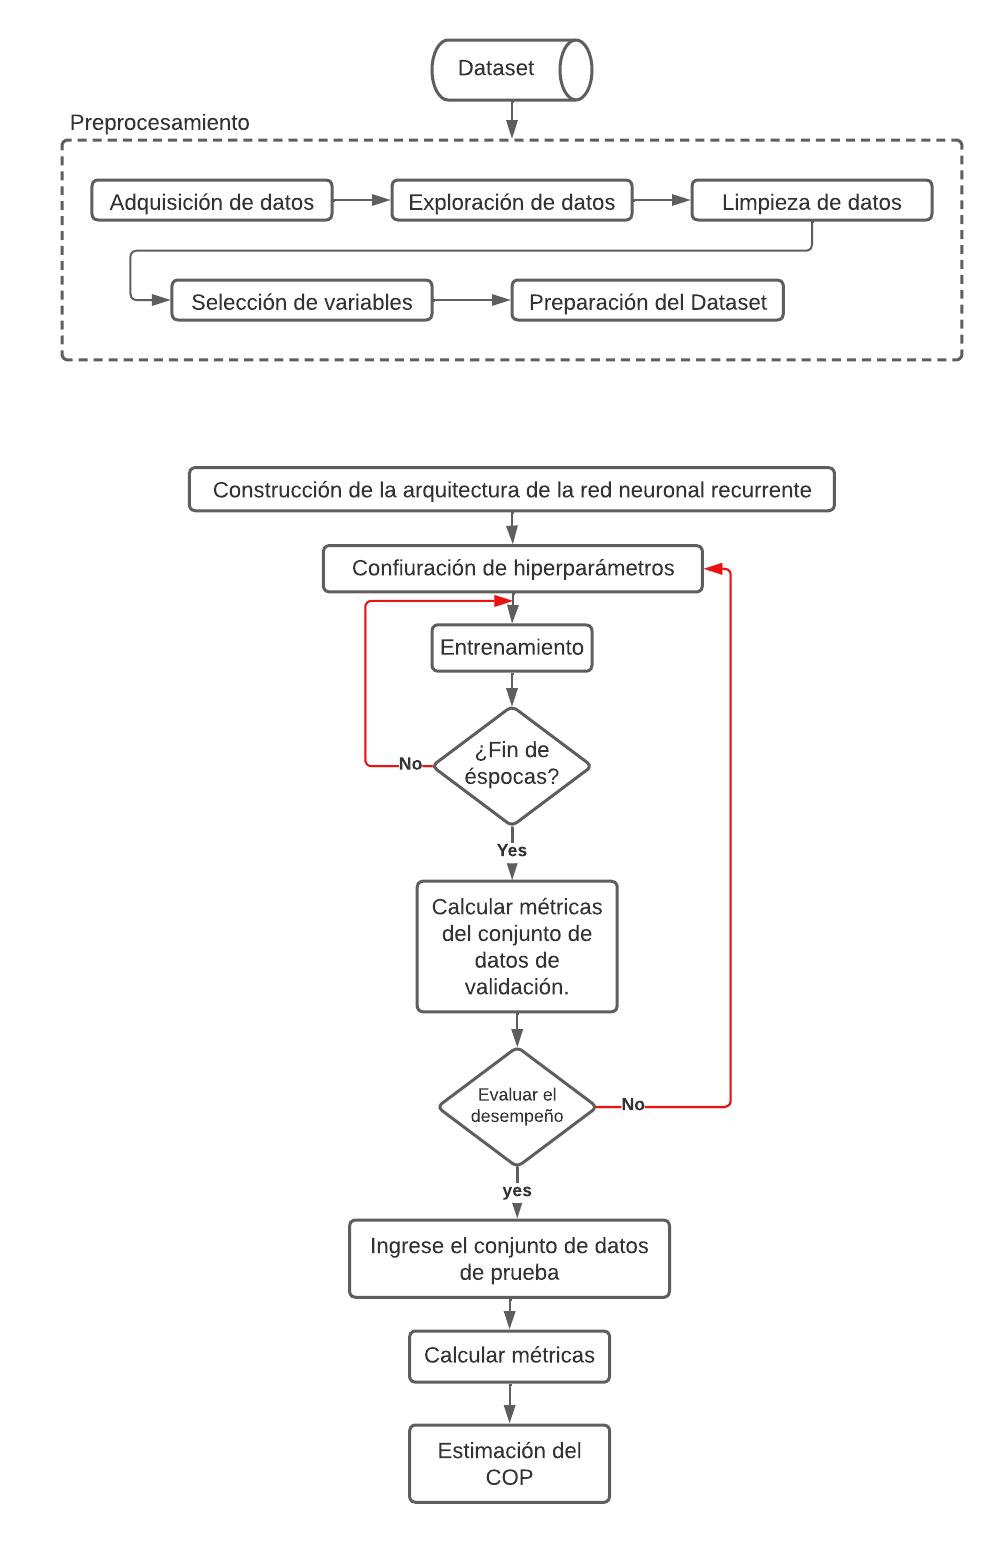 Dataset
Preprocesamiento
Adquisición de datos
Exploración de datos
Limpieza de datos
Selección de variables
Preparación del Dataset
Construcción de la arquitectura de la red neuronal recurrente
Confiuración de hiperparámetros
Entrenamiento
¿Fin de
éspocas?
No
Yes
Calcular métricas
del conjunto de
datos de
validación.
Evaluar el
desempeño
No
yes
Ingrese el conjunto de datos
de prueba
Calcular métricas
Estimación del
COP